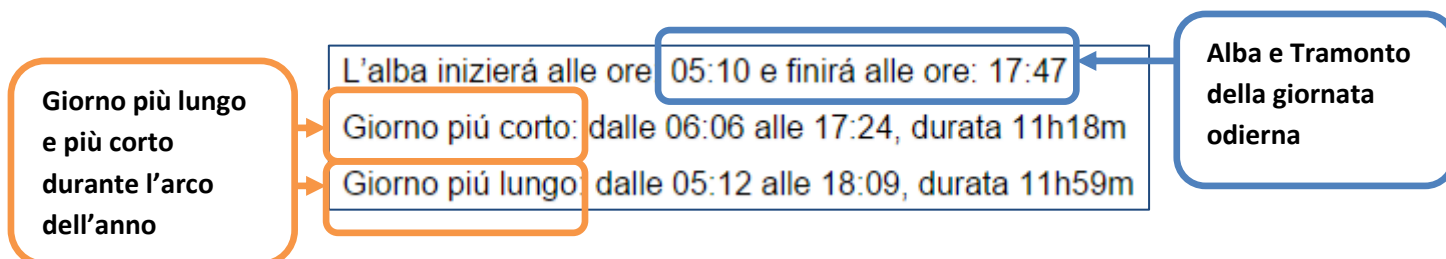 Giorno più lungo
e più corto
durante l’arco
dell’anno
L'alba inizierá alle ore: 05:10 e finirá alle ore: 17:47
Giorno piú corto: dalle 06:06 alle 17:24, durata 11h18m
Giorno piú lungo: dalle 05:12 alle 18:09, durata 11h59m
Alba e Tramonto
della giornata
odierna